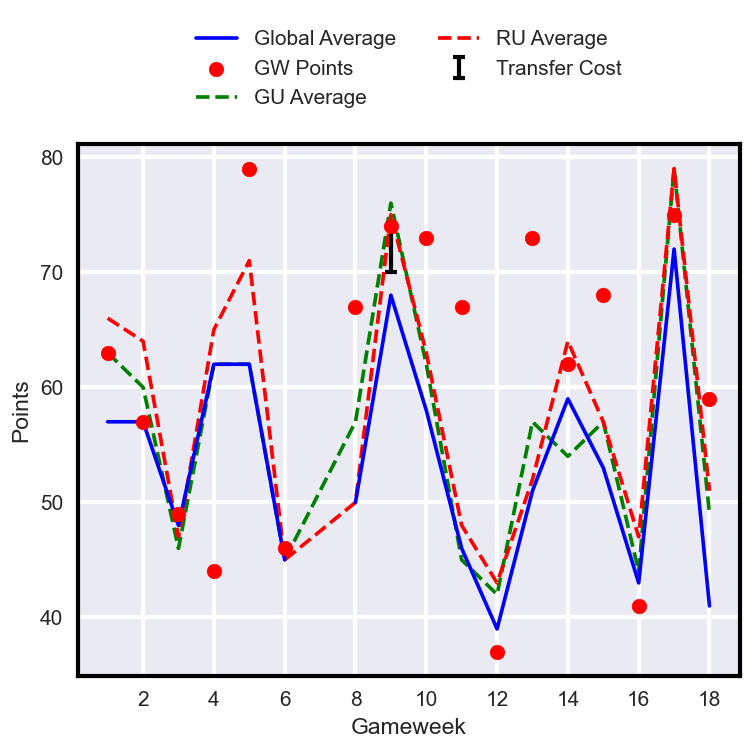 Global Average
GW Points
GU Average
RU Average
Transfer Cost
80
70
60
50
40
Points
2 4 6 8 10 12 14 16 18
Gameweek